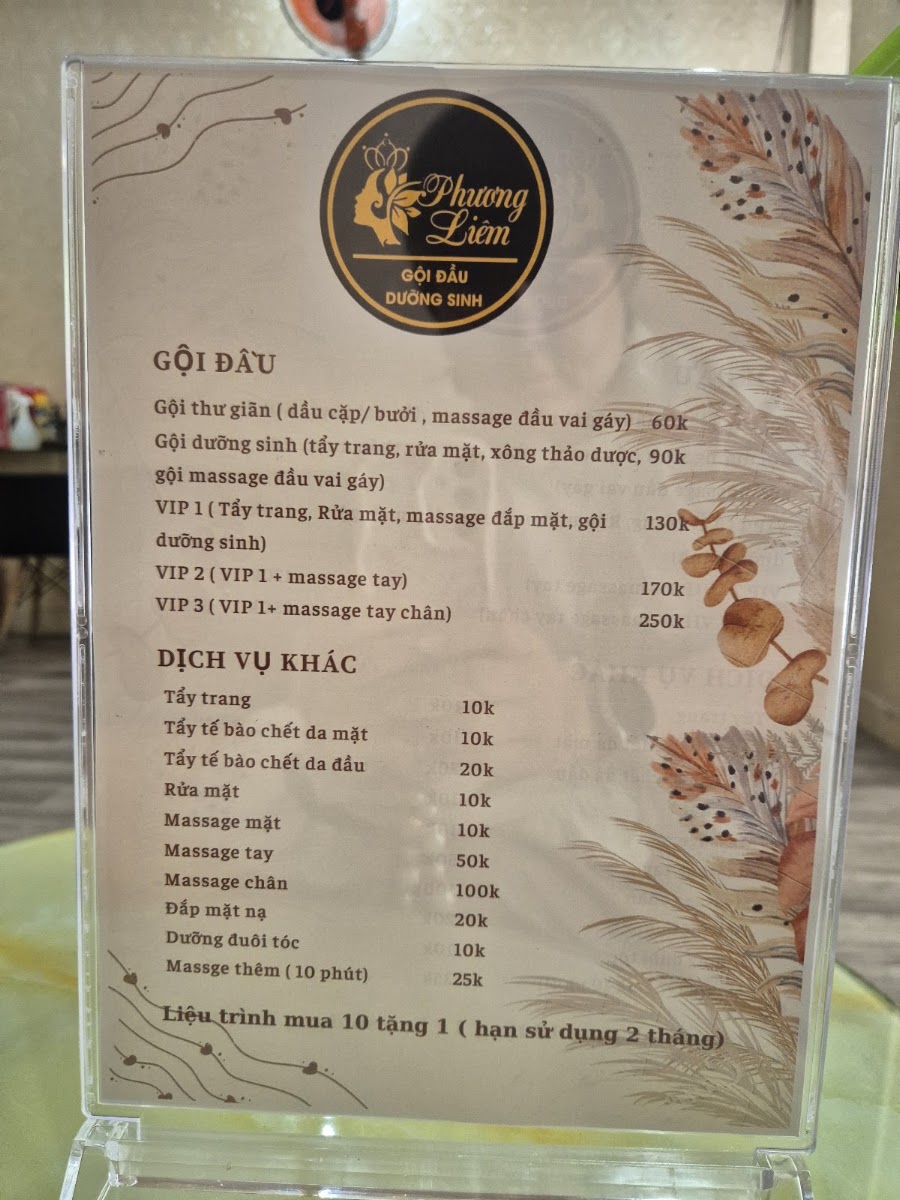 Phương
Liêm
GỘI ĐẦU
DƯỠNG SINH
GỘI ĐẦU
Gội thư giãn ( dầu cặp/ bưởi , massage đầu vai gáy) 60k
Gội dưỡng sinh (tẩy trang, rửa mặt, xông thảo dược, 90k
gội massage đầu vai gáy)
VIP 1 ( Tẩy trang, Rửa mặt, massage đắp mặt, gội 130k
dưỡng sinh)
VIP 2 ( VIP 1 + massage tay) 170k
VIP 3 ( VIP 1+ massage tay chân) 250k
DỊCH VỤ KHÁC
Tẩy trang 10k
Tẩy tế bào chết da mặt 10k
Tẩy tế bào chết da đầu 20k
Rửa mặt 10k
Massage mặt 10k
Massage tay 50k
Massage chân 100k
Đắp mặt nạ 20k
Dưỡng đuôi tóc 10k
Massge thêm ( 10 phút) 25k
Liệu trình mua 10 tặng 1 ( hạn sử dụng 2 tháng)